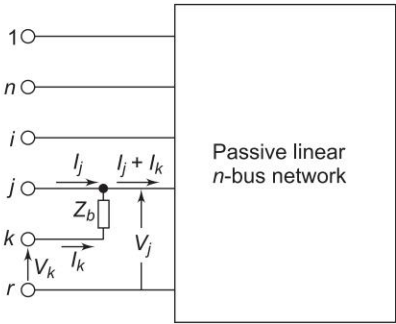 1
n
i
I_j I_j + I_k
j
Z_b
k
V_j
I_k
V_k
r
Passive linear
n-bus network